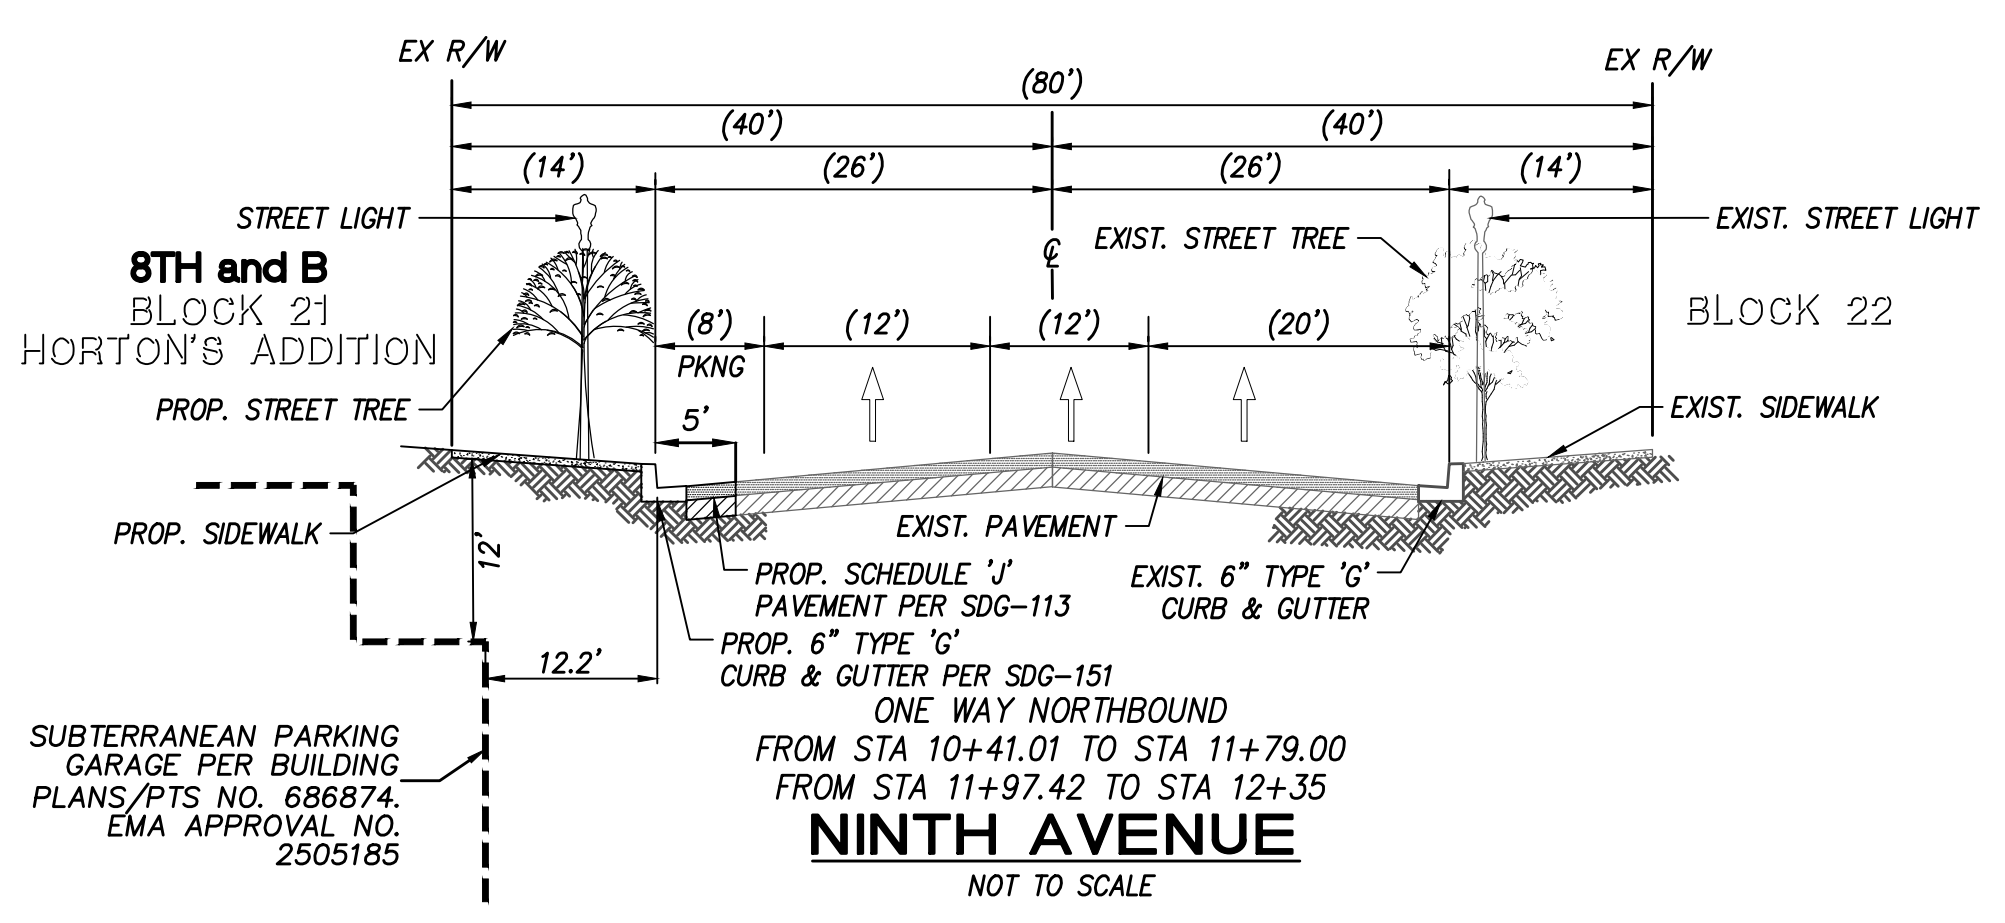 EX R/W
EX R/W
(80')
(40')
(40')
(14')
(26')
(26')
(14')
STREET LIGHT
EXIST. STREET LIGHT
EXIST. STREET TREE
℄
8TH and B
BLOCK 21
HORTON'S ADDITION
BLOCK 22
(8')
(12')
(12')
(20')
PKNG
PROP. STREET TREE
5'
EXIST. SIDEWALK
PROP. SIDEWALK
12'
EXIST. PAVEMENT
PROP. SCHEDULE 'J'
PAVEMENT PER SDG-113
EXIST. 6" TYPE 'G'
CURB & GUTTER
PROP. 6" TYPE 'G'
CURB & GUTTER PER SDG-151
12.2'
SUBTERRANEAN PARKING
GARAGE PER BUILDING
PLANS/PTS NO. 686874.
EMA APPROVAL NO.
2505185
ONE WAY NORTHBOUND
FROM STA 10+41.01 TO STA 11+79.00
FROM STA 11+97.42 TO STA 12+35
NINTH AVENUE
NOT TO SCALE